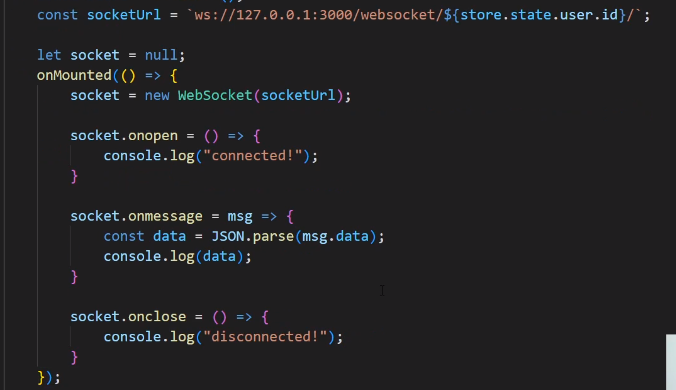 const socketUrl = `ws://127.0.0.1:3000/websocket/${store.state.user.id}/`;
let socket = null;
onMounted(() => {
socket = new WebSocket(socketUrl);
socket.onopen = () => {
console.log("connected!");
}
socket.onmessage = msg => {
const data = JSON.parse(msg.data);
console.log(data);
}
socket.onclose = () => {
console.log("disconnected!");
}
});